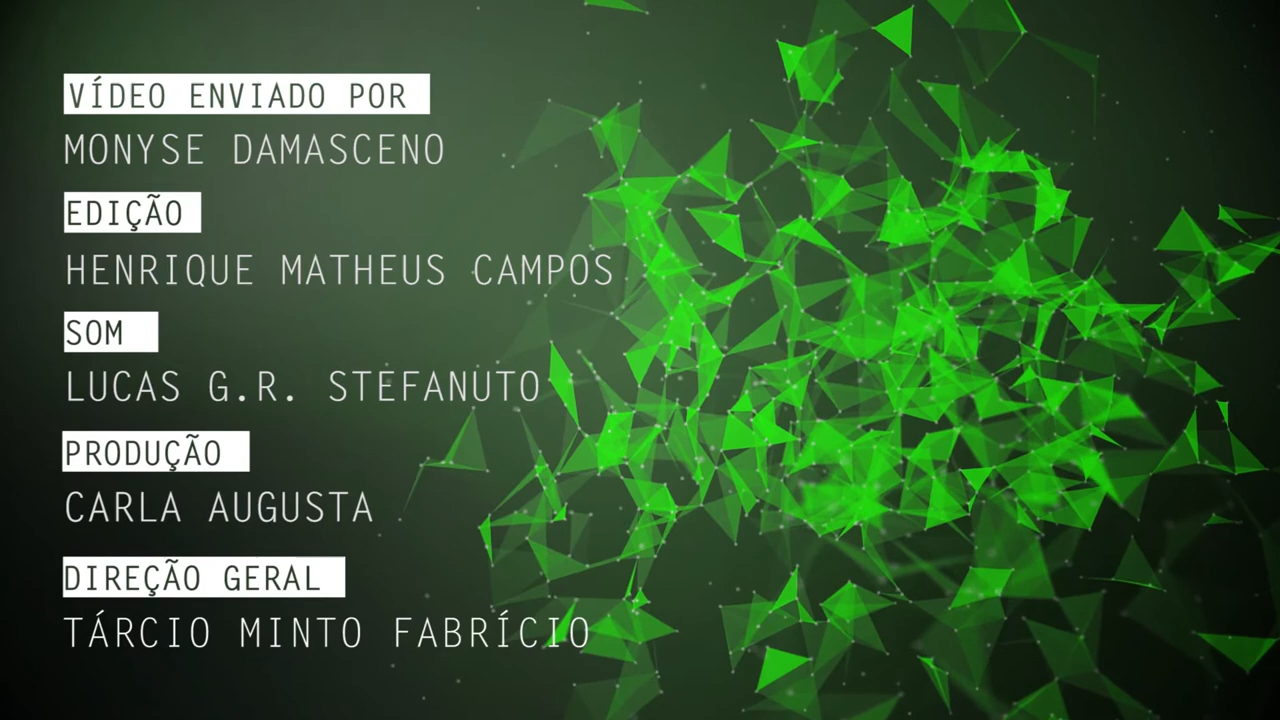 VÍDEO ENVIADO POR
MONYSE DAMASCENO
EDIÇÃO
HENRIQUE MATHEUS CAMPOS
SOM
LUCAS G.R. STEFANUTO
PRODUÇÃO
CARLA AUGUSTA
DIREÇÃO GERAL
TÁRCIO MINTO FABRÍCIO